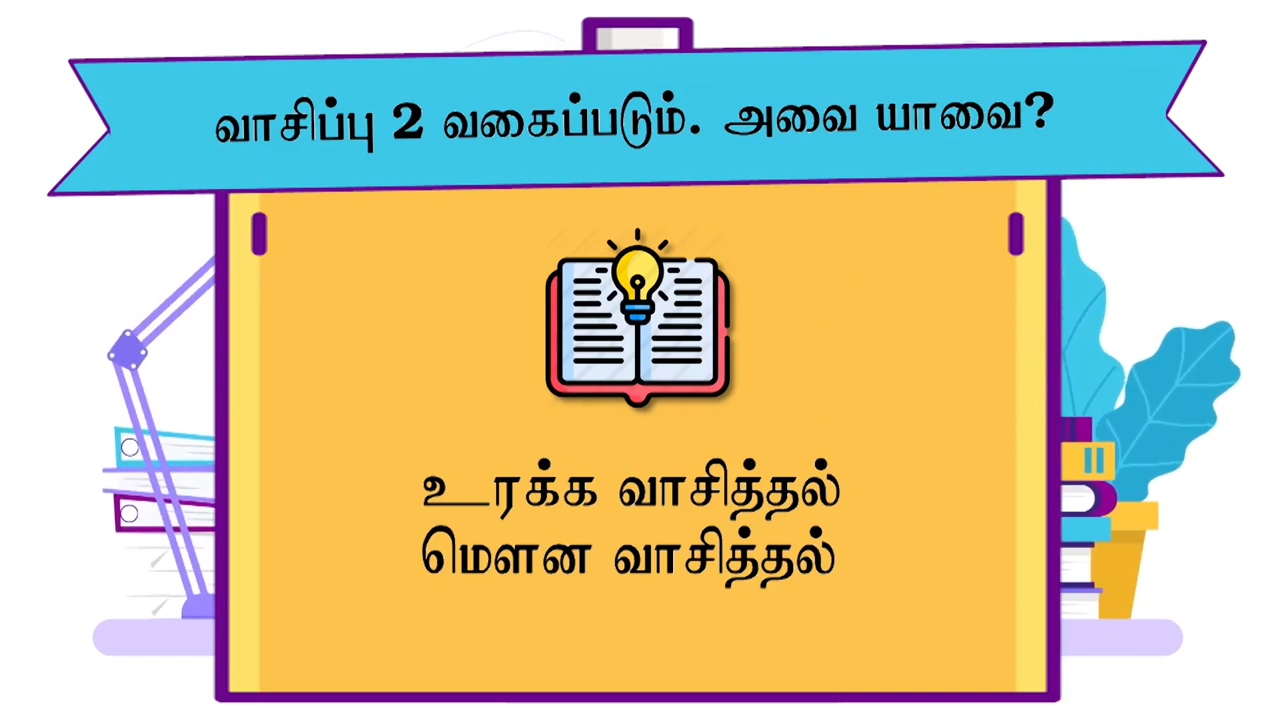 வாசிப்பு 2 வகைப்படும். அவை யாவை?
உரக்க வாசித்தல்
மௌன வாசித்தல்